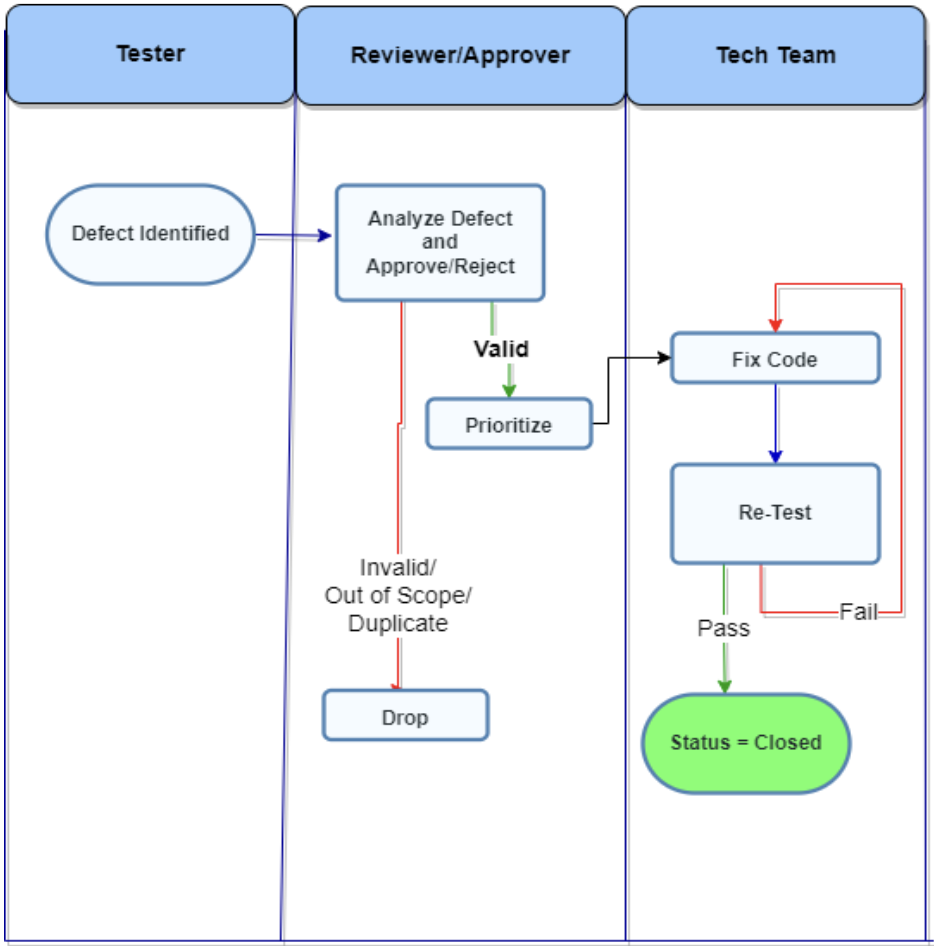 Tester
Reviewer/Approver
Tech Team
Defect Identified
Analyze Defect
and
Approve/Reject
Valid
Prioritize
Fix Code
Re-Test
Invalid/
Out of Scope/
Duplicate
Pass
Fail
Drop
Status = Closed